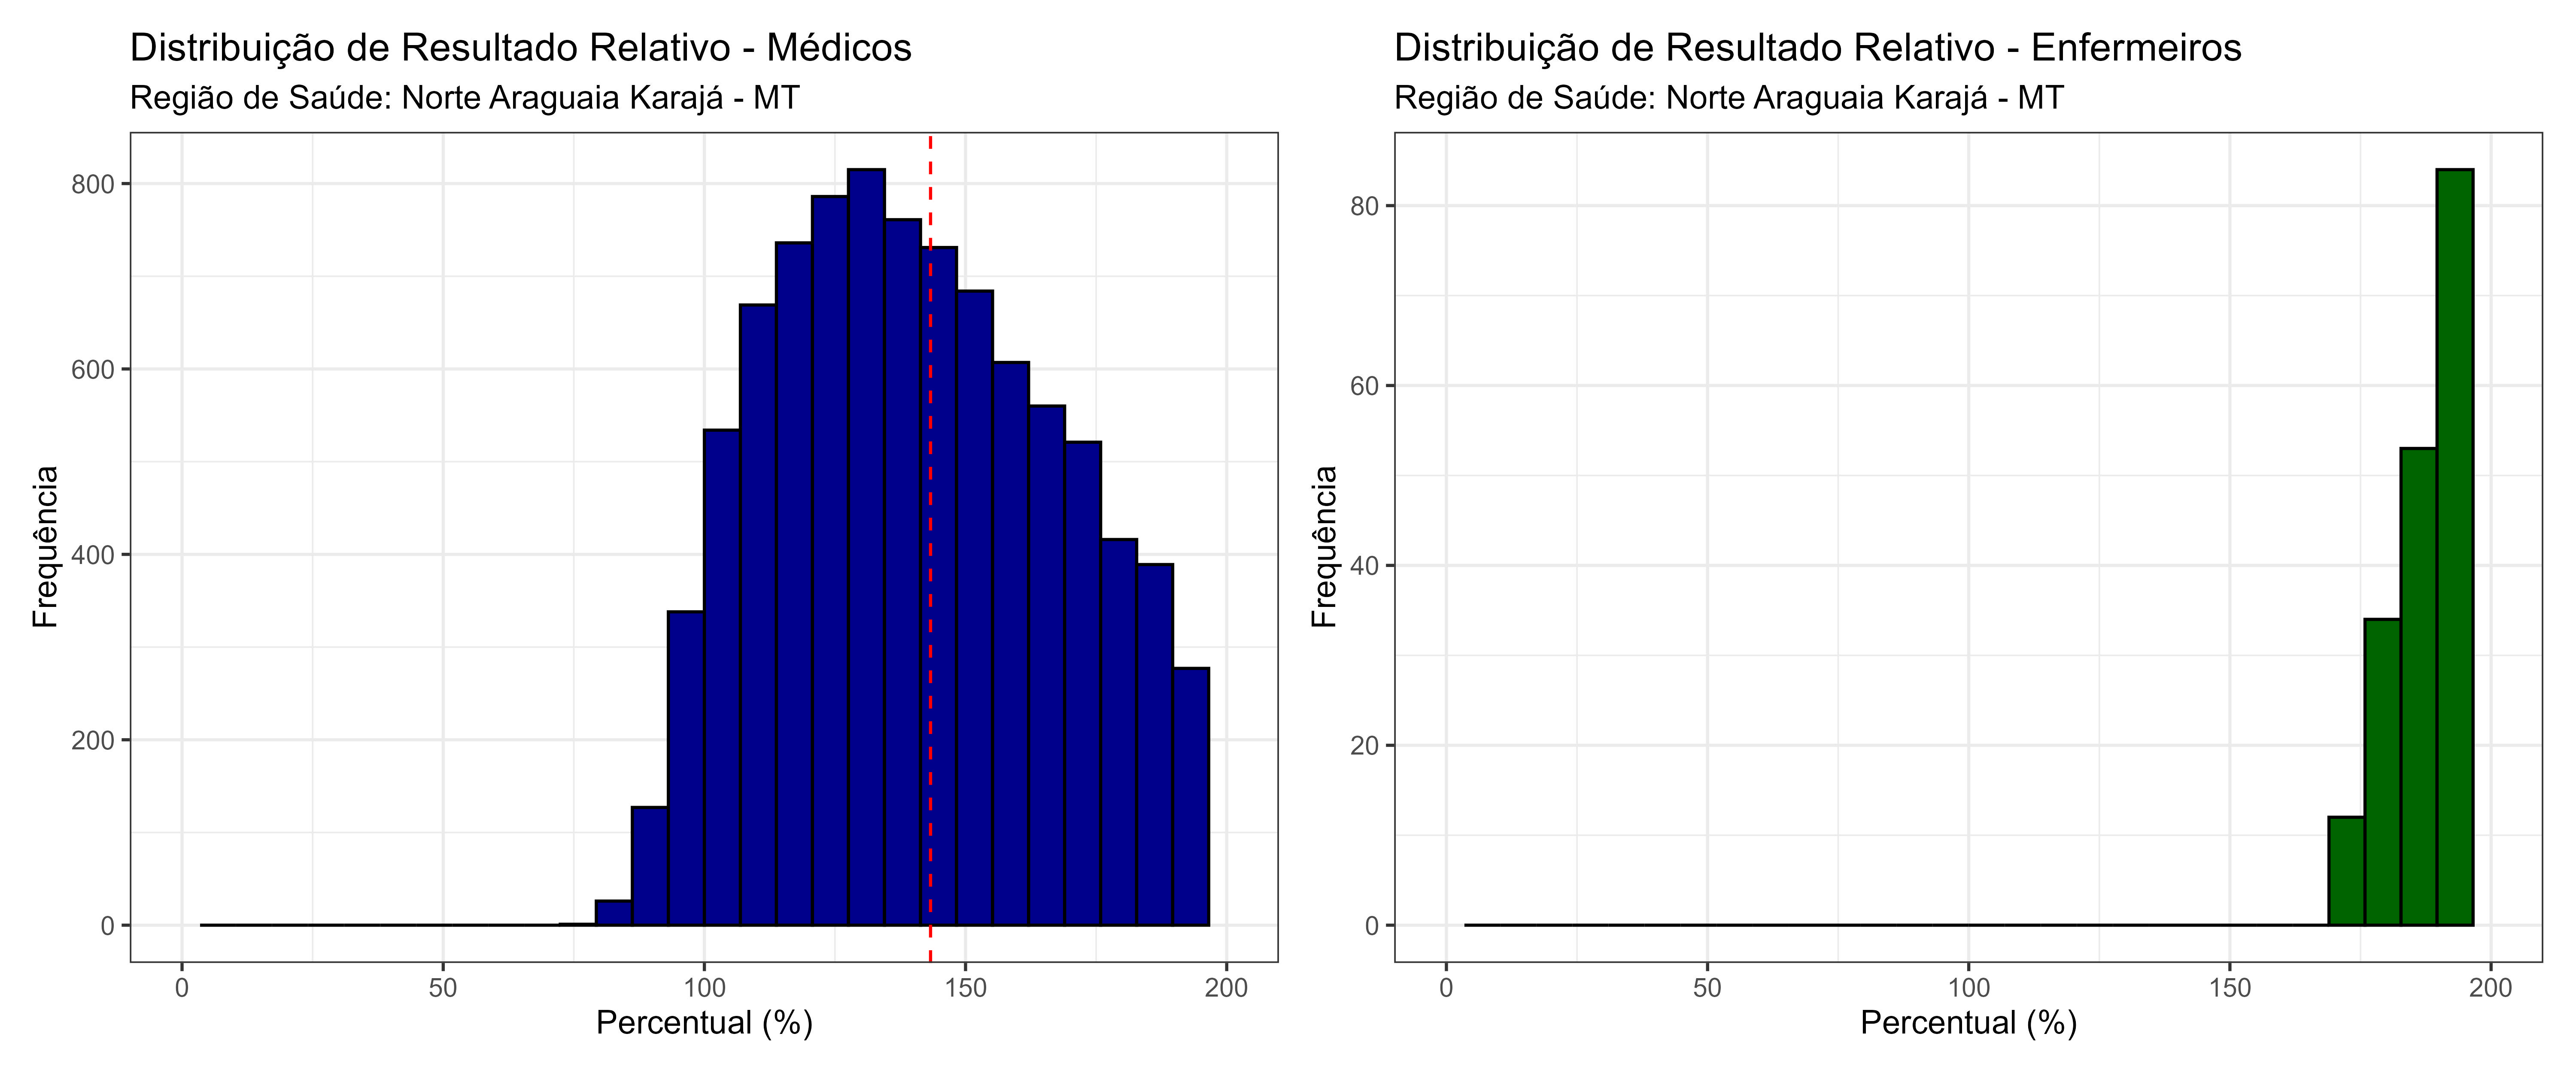 Distribuição de Resultado Relativo - Médicos
Região de Saúde: Norte Araguaia Karajá - MT
Frequência
800
600
400
200
0
0
50
100
150
200
Percentual (%)
Distribuição de Resultado Relativo - Enfermeiros
Região de Saúde: Norte Araguaia Karajá - MT
Frequência
80
60
40
20
0
0
50
100
150
200
Percentual (%)